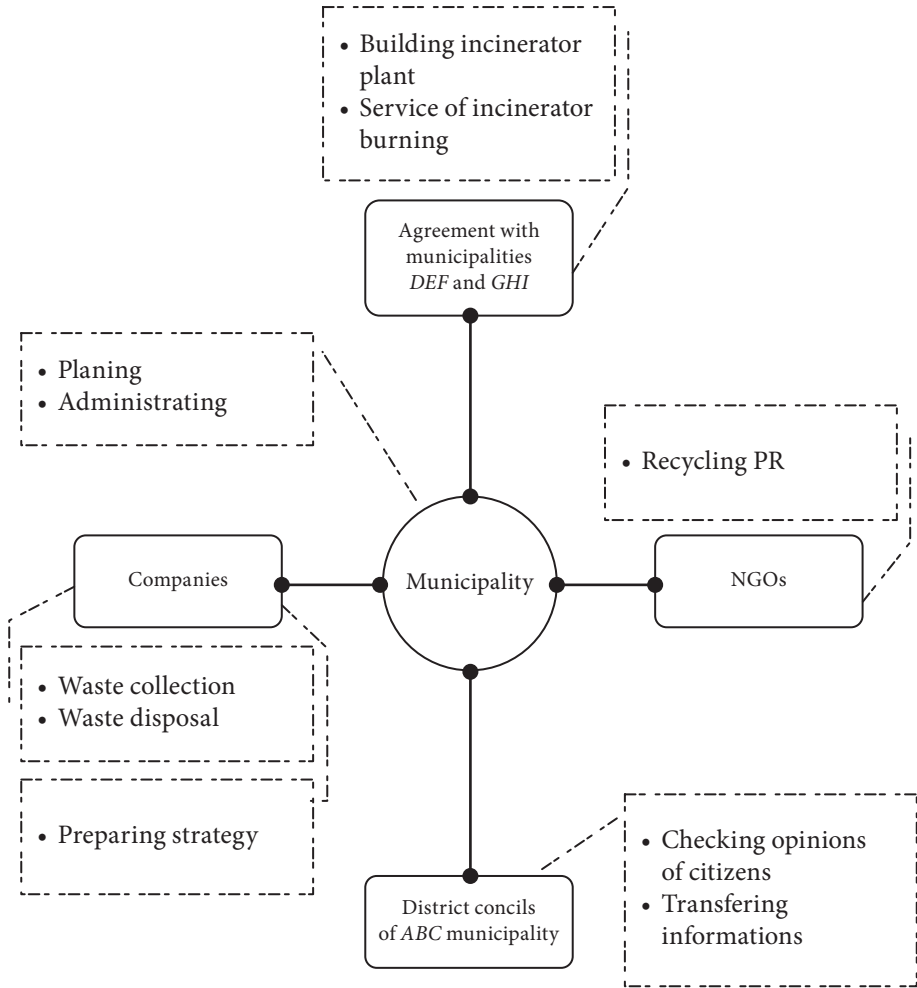 • Building incinerator
plant
• Service of incinerator
burning
Agreement with
municipalities
DEF and GHI
• Planing
• Administrating
• Recycling PR
Companies
Municipality
NGOs
• Waste collection
• Waste disposal
• Preparing strategy
• Checking opinions
of citizens
• Transfering
informations
District concils
of ABC municipality